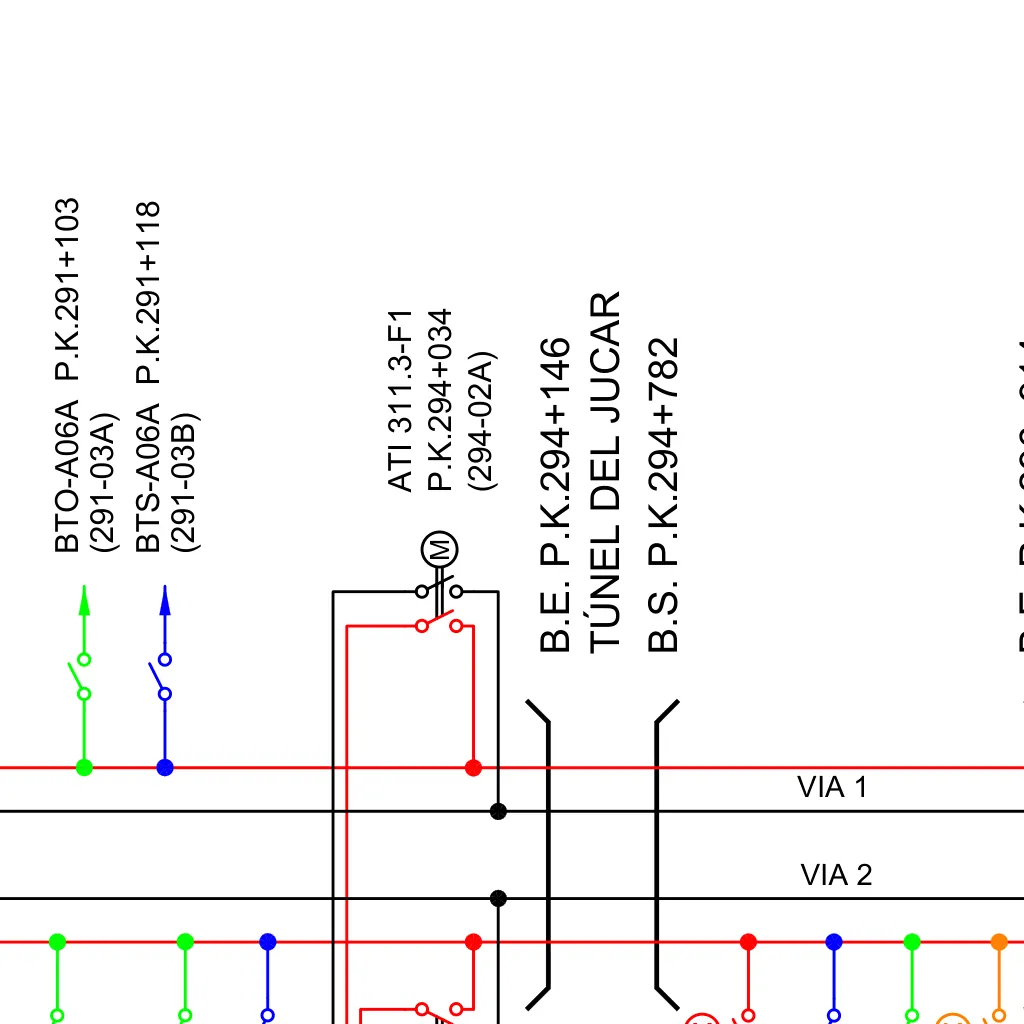 BTO-A06A P.K.291+103
(291-03A)
BTS-A06A P.K.291+118
(291-03B)
ATI 311.3-F1
P.K.294+034
(294-02A)
M
B.E. P.K.294+146
TÚNEL DEL JUCAR
B.S. P.K.294+782
VIA 1
VIA 2